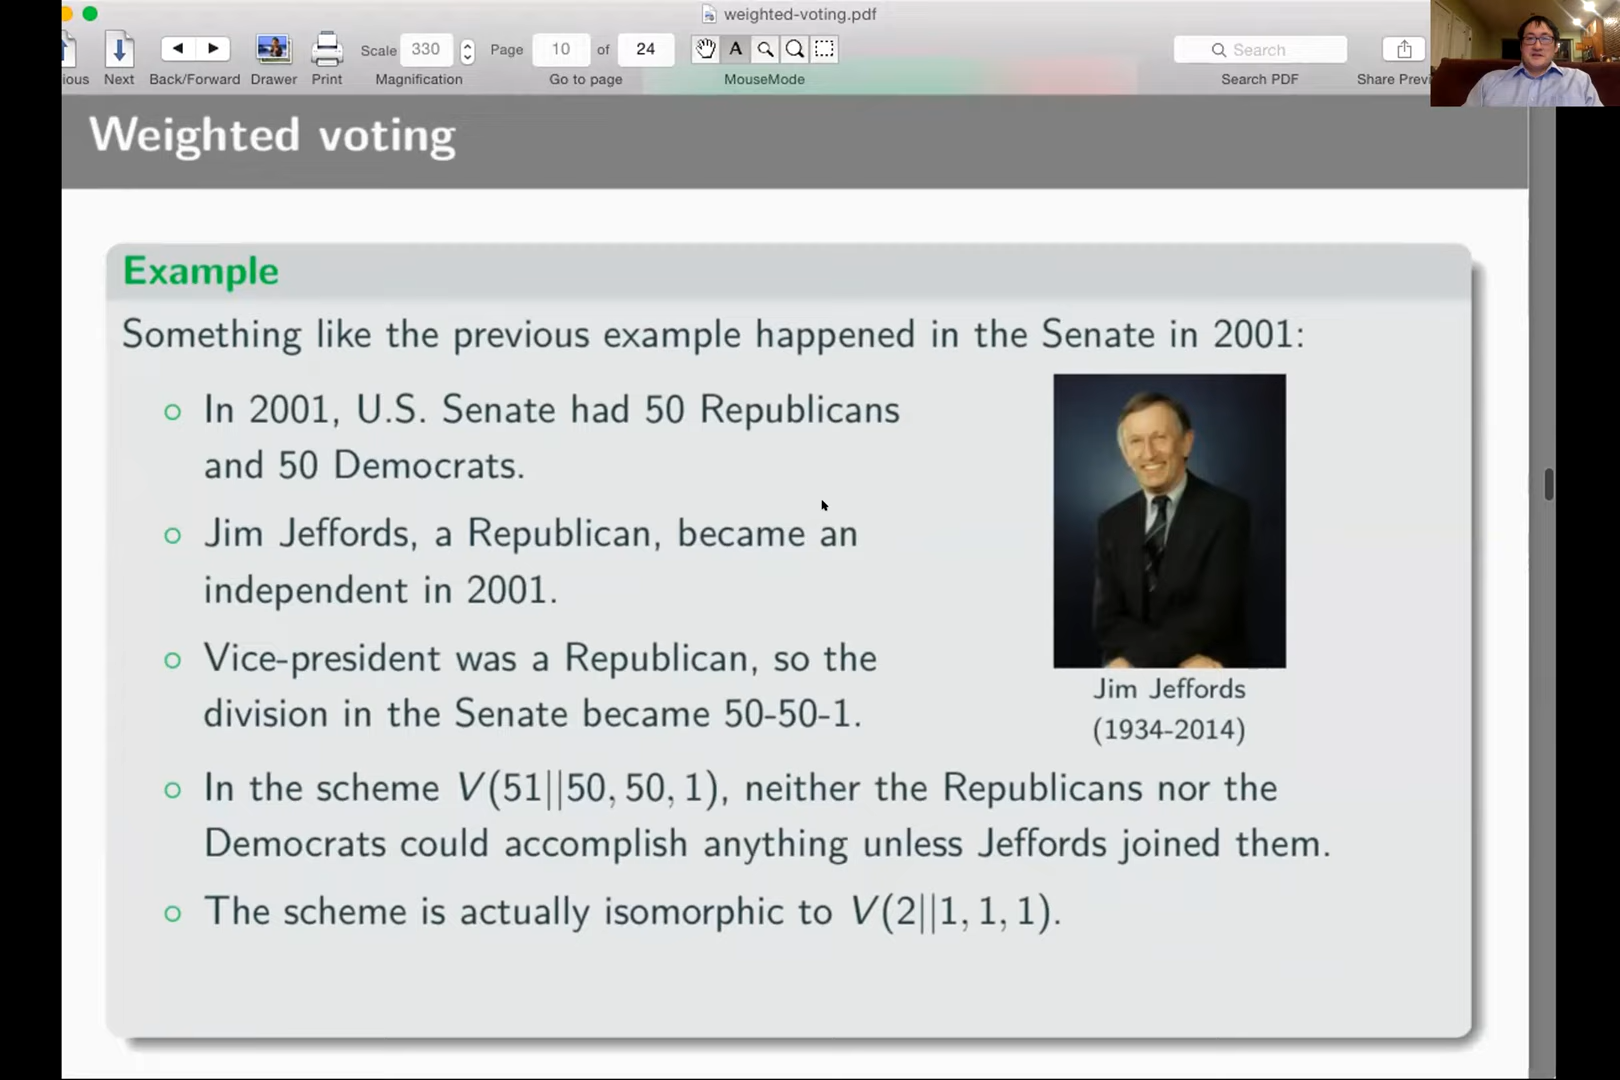 weighted-voting.pdf
ious Next Back/Forward Drawer Print Scale 330 Magnification Page 10 of 24 Go to page MouseMode Search Search PDF Share Previ
Weighted voting
Example
Something like the previous example happened in the Senate in 2001:
In 2001, U.S. Senate had 50 Republicans
and 50 Democrats.
Jim Jeffords, a Republican, became an
independent in 2001.
Vice-president was a Republican, so the
division in the Senate became 50-50-1.
Jim Jeffords
(1934-2014)
In the scheme V(51||50, 50, 1), neither the Republicans nor the
Democrats could accomplish anything unless Jeffords joined them.
The scheme is actually isomorphic to V(2||1, 1, 1).